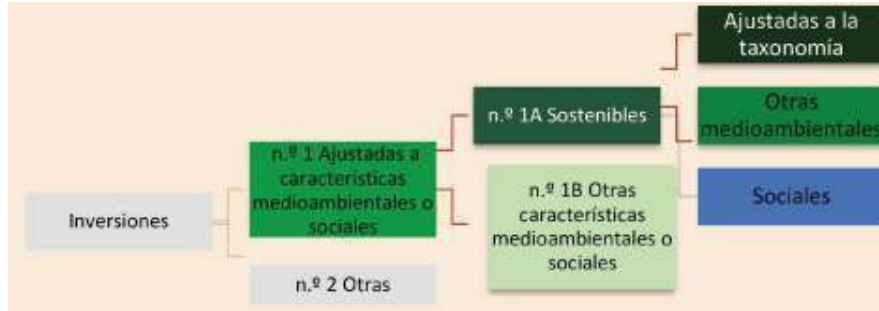 Inversiones
n.º 1 Ajustadas a
características
medioambientales o
sociales
n.º 2 Otras
n.º 1A Sostenibles
n.º 1B Otras
características
medioambientales o
sociales
Ajustadas a la
taxonomía
Otras
medioambientales
Sociales